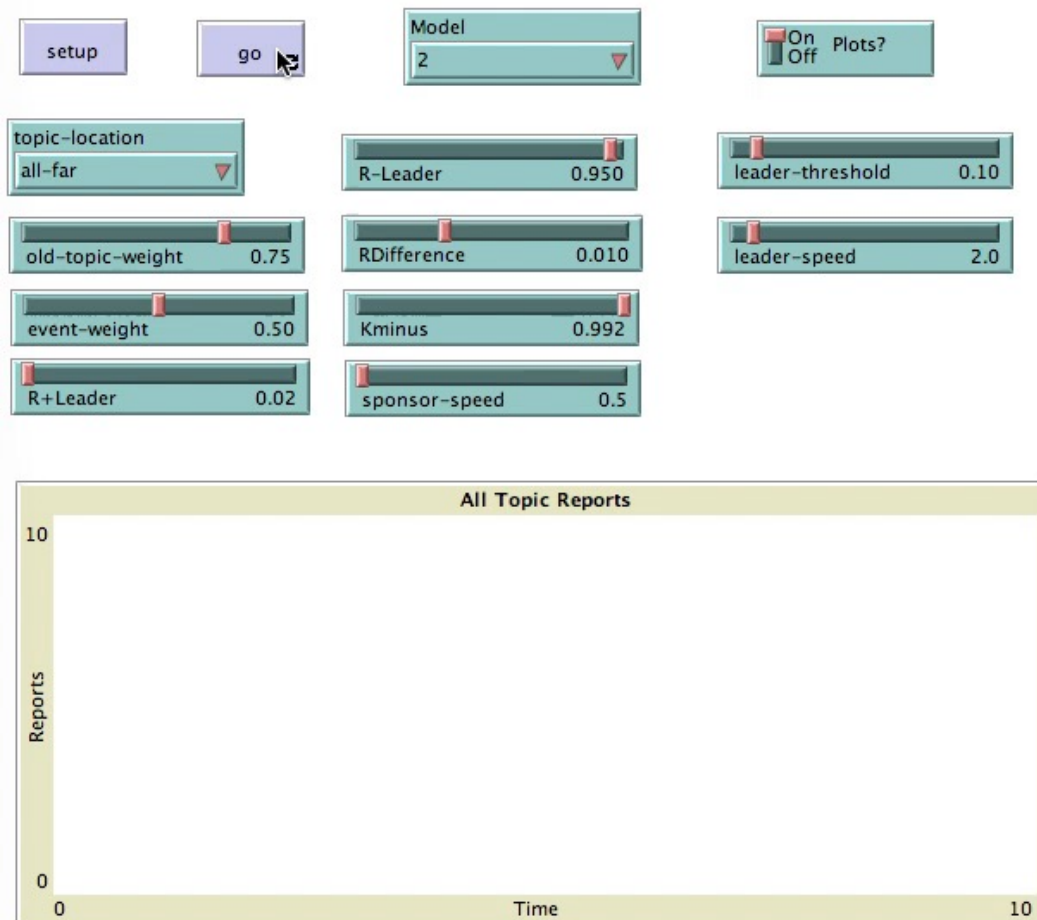 setup
go
Model
2
On
Off
Plots?
topic-location
all-far
R-Leader 0.950
leader-threshold 0.10
old-topic-weight 0.75
RDifference 0.010
leader-speed 2.0
event-weight 0.50
Kminus 0.992
R+Leader 0.02
sponsor-speed 0.5
All Topic Reports
10
Reports
0
0 Time 10